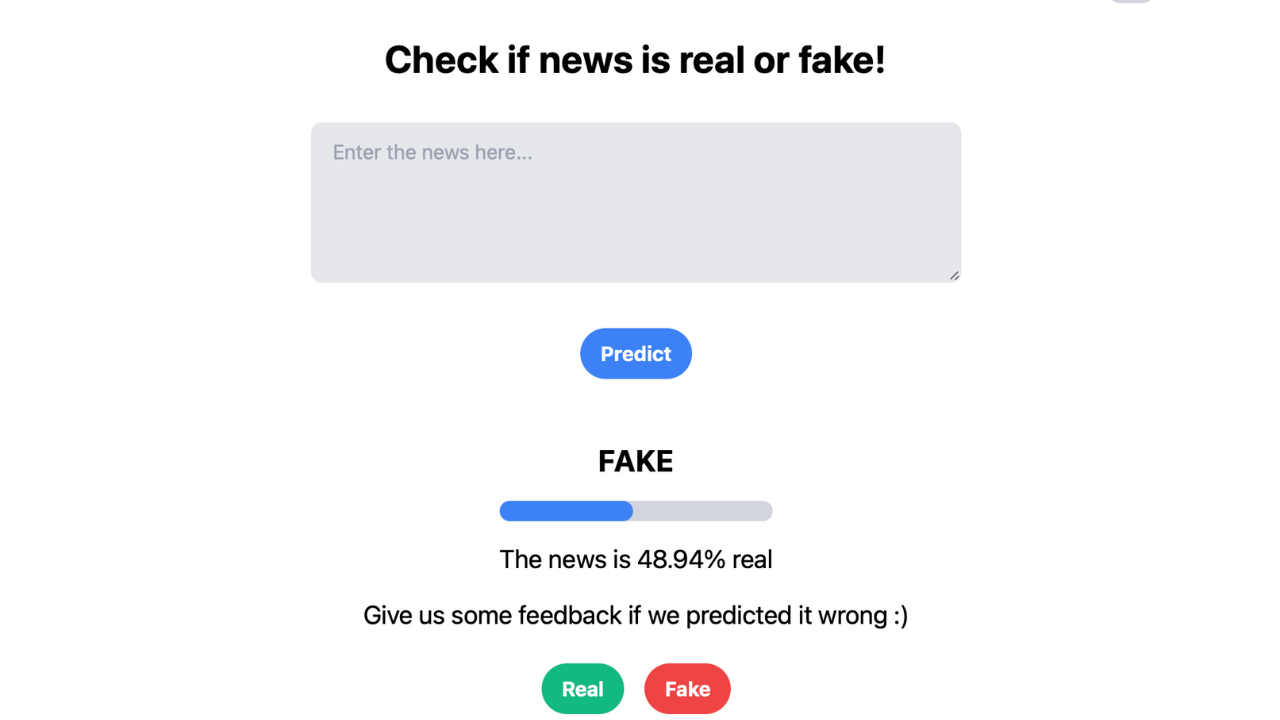 Check if news is real or fake!
Enter the news here...
Predict
FAKE
The news is 48.94% real
Give us some feedback if we predicted it wrong :)
Real Fake